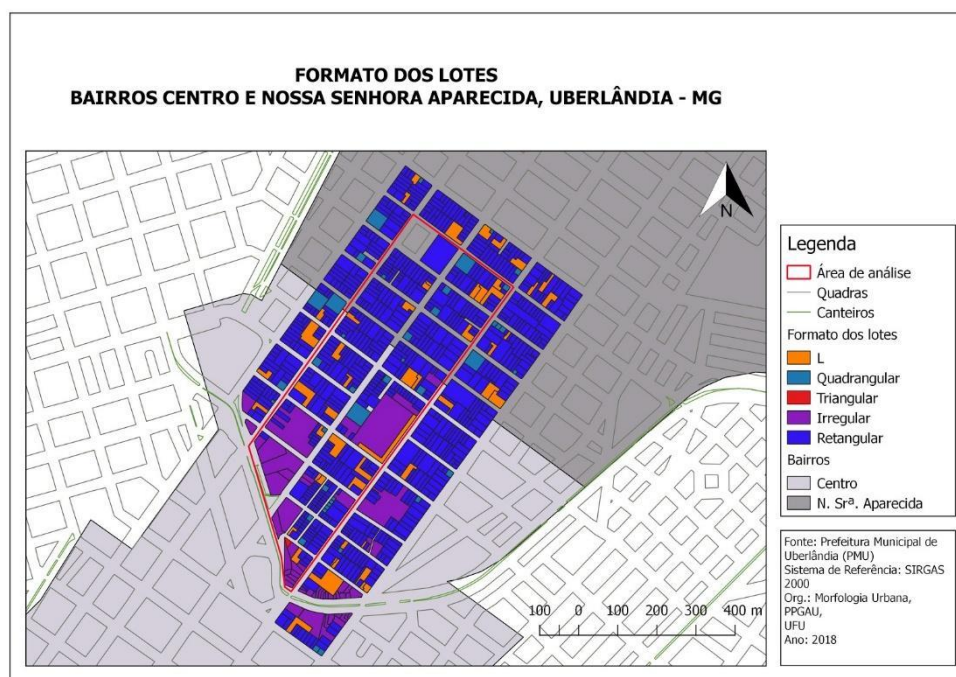 FORMATO DOS LOTES
BAIRROS CENTRO E NOSSA SENHORA APARECIDA, UBERLÂNDIA - MG
N
Legenda
Área de análise
Quadras
Canteiros
Formato dos lotes
L
Quadrangular
Triangular
Irregular
Retangular
Bairros
Centro
N. Srª. Aparecida
100 0 100 200 300 400 m
Fonte: Prefeitura Municipal de
Uberlândia (PMU)
Sistema de Referência: SIRGAS
2000
Org.: Morfologia Urbana,
PPGAU,
UFU
Ano: 2018